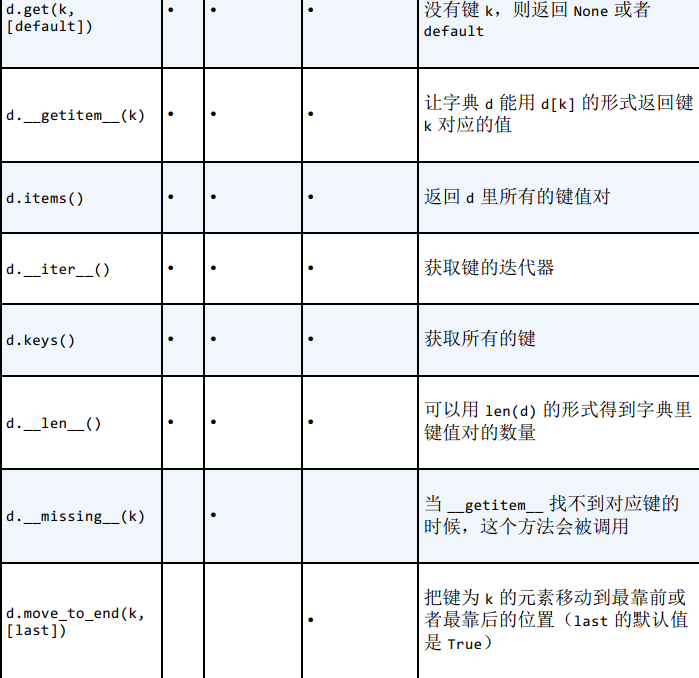 d.get(k, • • • 没有键 k，则返回 None 或者
[default]) default
d.__getitem__(k) • • • 让字典 d 能用 d[k] 的形式返回键
k 对应的值
d.items() • • • 返回 d 里所有的键值对
d.__iter__() • • • 获取键的迭代器
d.keys() • • • 获取所有的键
d.__len__() • • • 可以用 len(d) 的形式得到字典里
键值对的数量
d.__missing__(k) • 当 __getitem__ 找不到对应键的
时候，这个方法会被调用
d.move_to_end(k,
[last]) • 把键为 k 的元素移动到最靠前或
者最靠后的位置（last 的默认值
是 True）